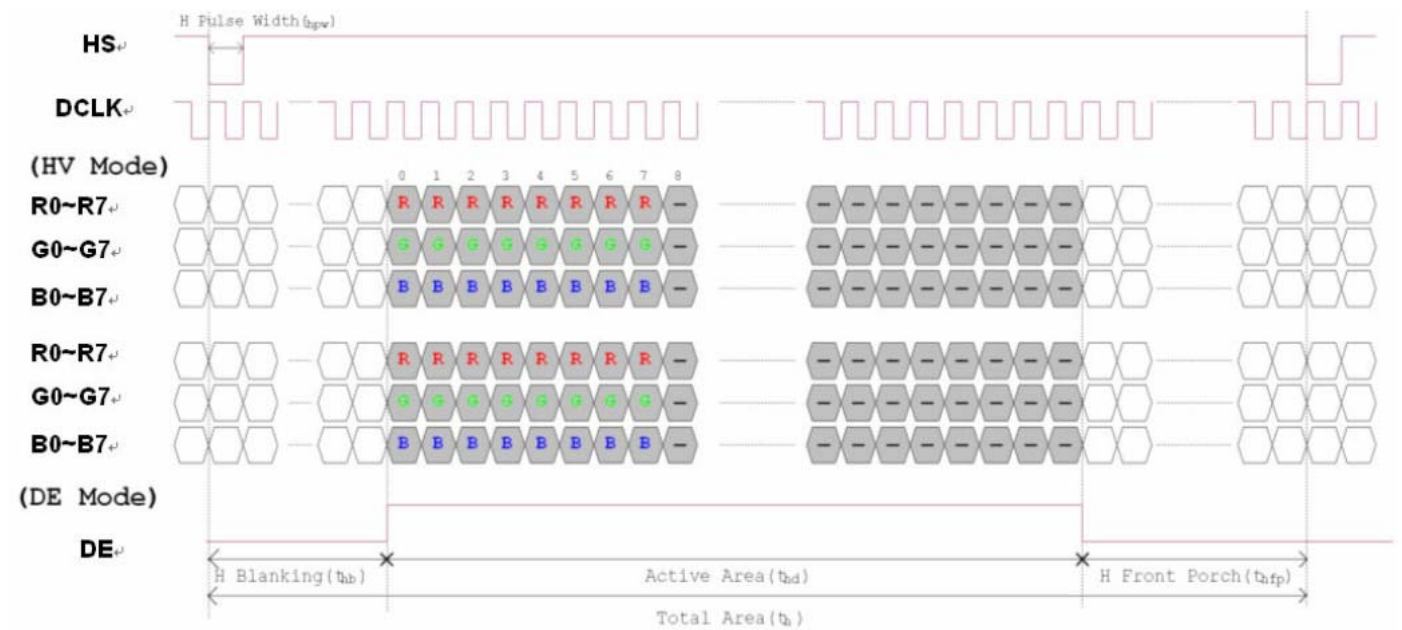 H Pulse Width(thpw)
HS
DCLK
(HV Mode)
0 1 2 3 4 5 6 7 8
R0~R7 R R R R R R R R — — — — — — — — —
G0~G7 G G G G G G G G — — — — — — — — —
B0~B7 B B B B B B B B — — — — — — — — —
R0~R7 R R R R R R R R — — — — — — — — —
G0~G7 G G G G G G G G — — — — — — — — —
B0~B7 B B B B B B B B — — — — — — — — —
(DE Mode)
DE
H Blanking(thb) Active Area(thd) H Front Porch(thfp)
Total Area(th)